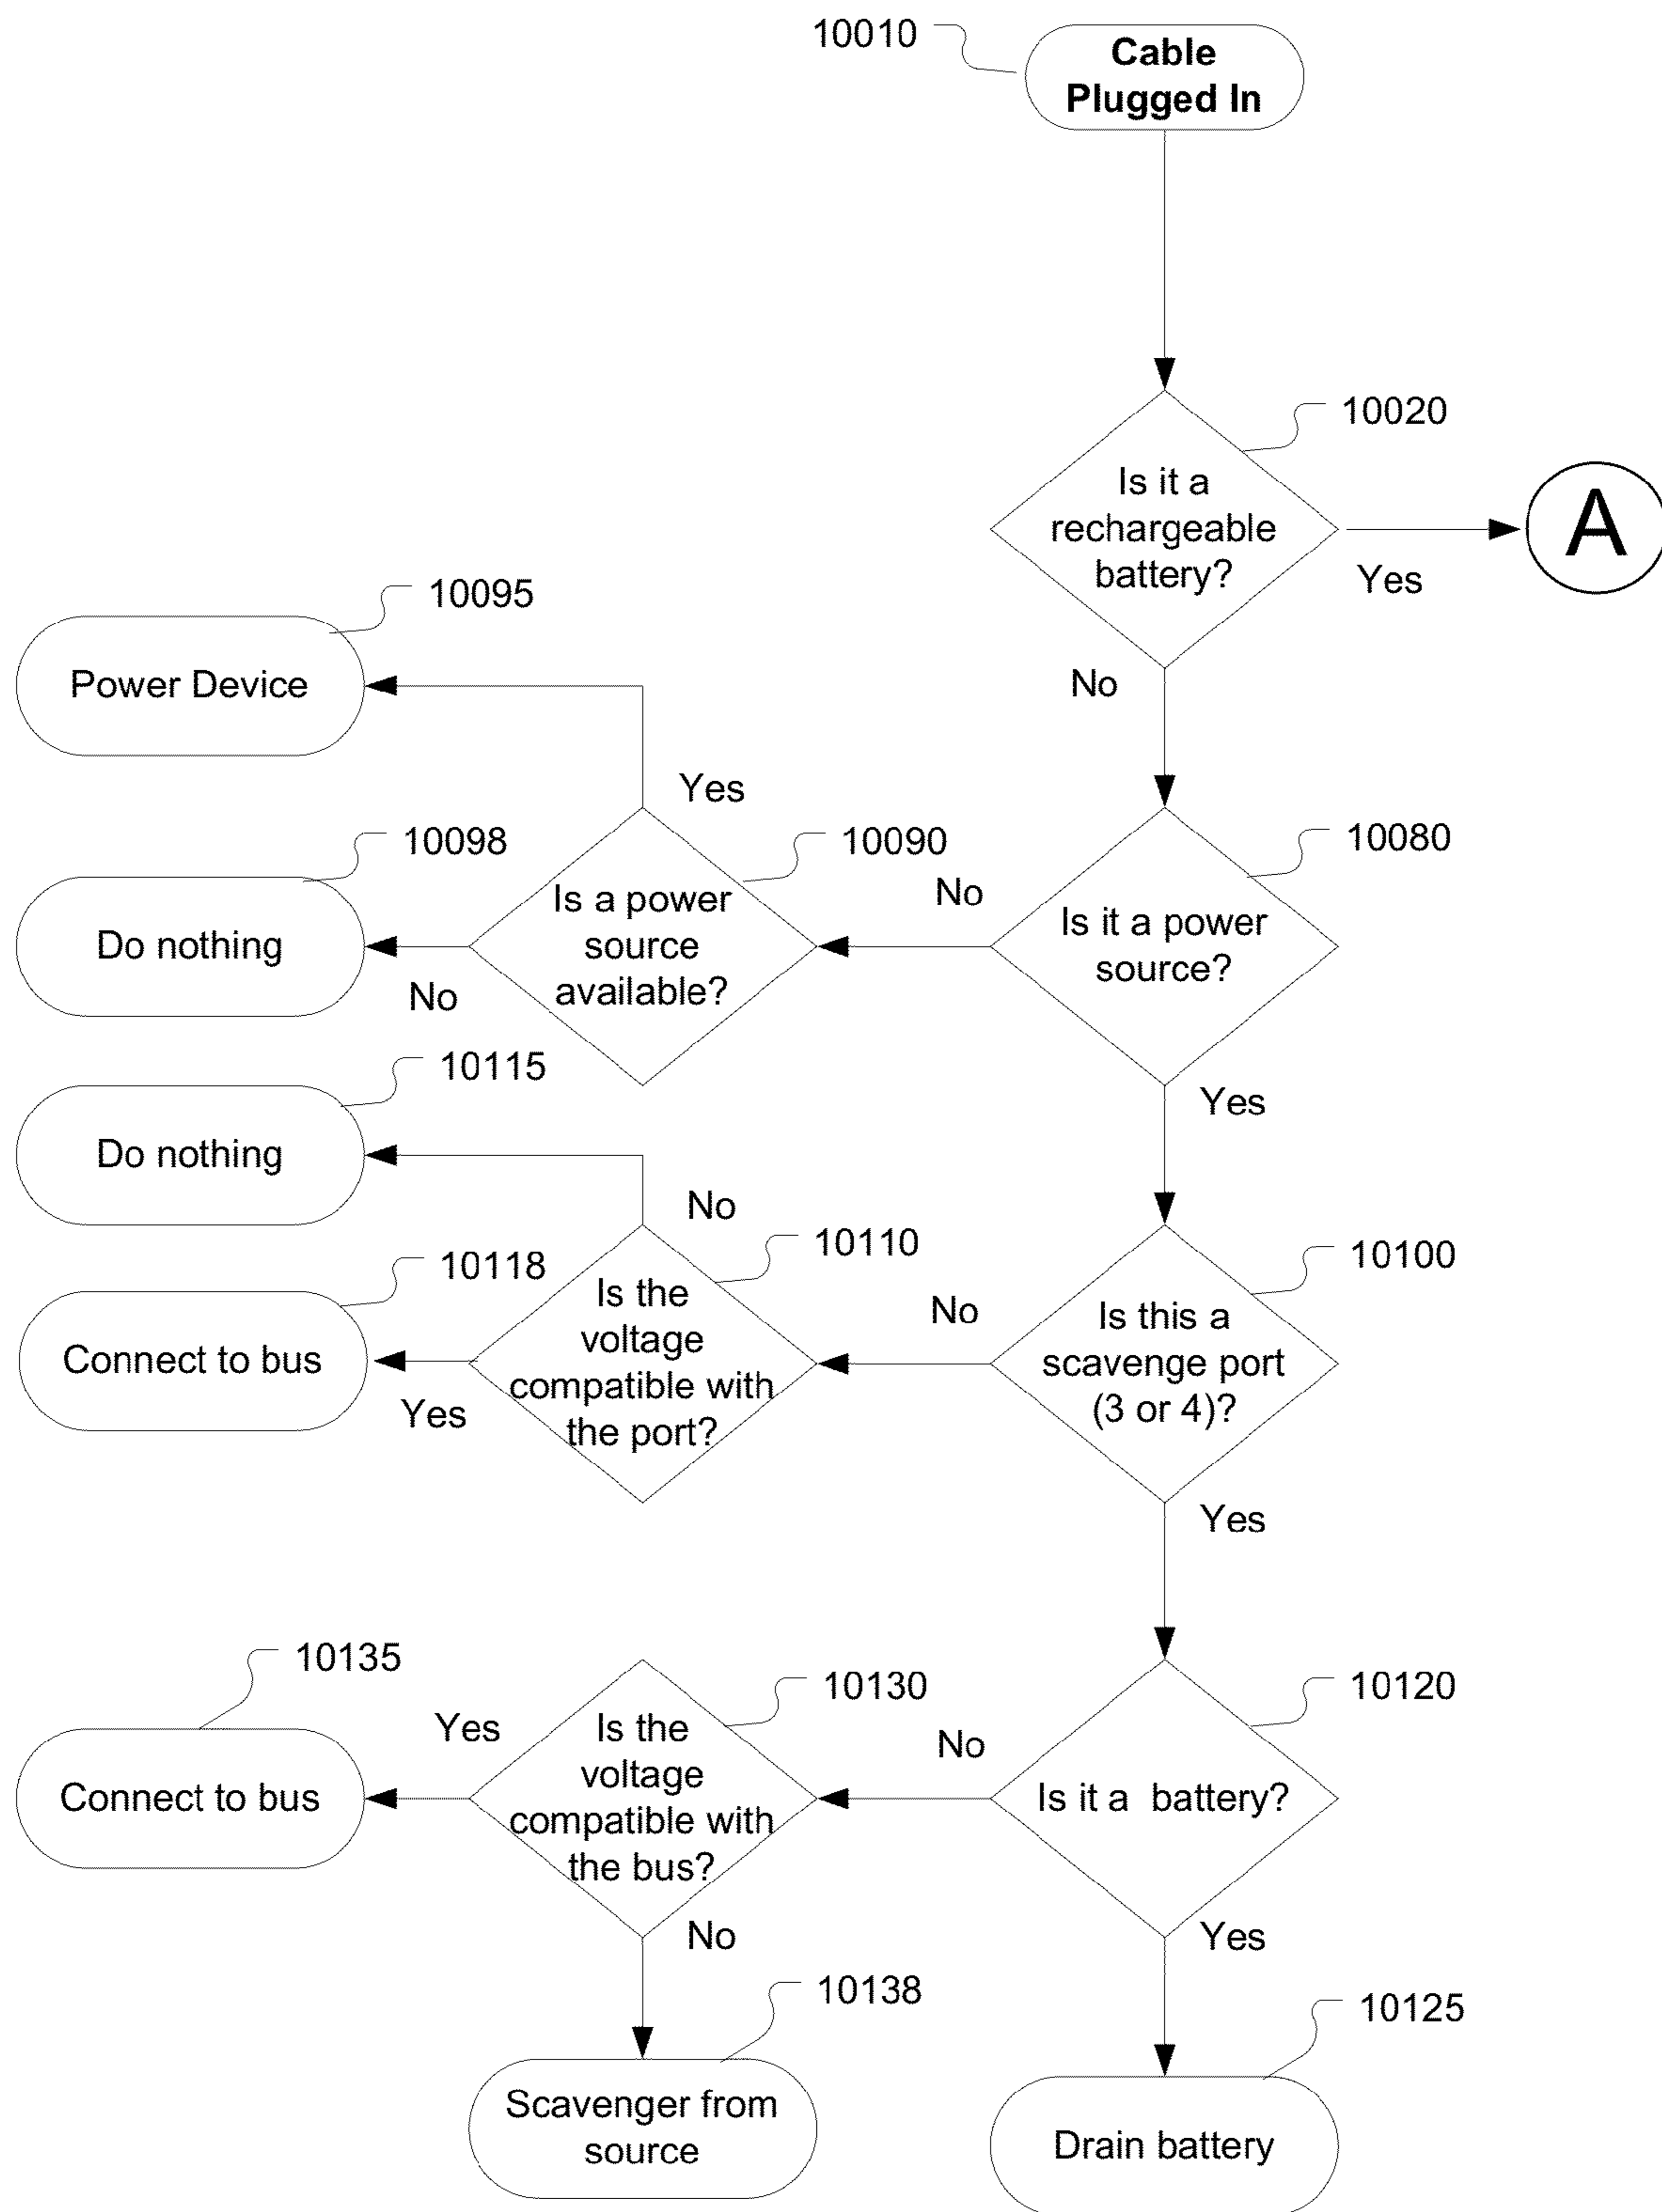 10010
Cable
Plugged In
10020
Is it a
rechargeable
battery?
A
Yes
No
10095
Power Device
Yes
10098
10090
10080
Do nothing
Is a power
source
available?
No
Is it a power
source?
No
10115
Yes
Do nothing
No
10118
10110
10100
Connect to bus
Is the
voltage
compatible with
the port?
No
Is this a
scavenge port
(3 or 4)?
Yes
Yes
10135
10130
10120
Yes
Connect to bus
Is the
voltage
compatible with
the bus?
No
Is it a  battery?
No
Yes
10138
10125
Scavenger from
source
Drain battery